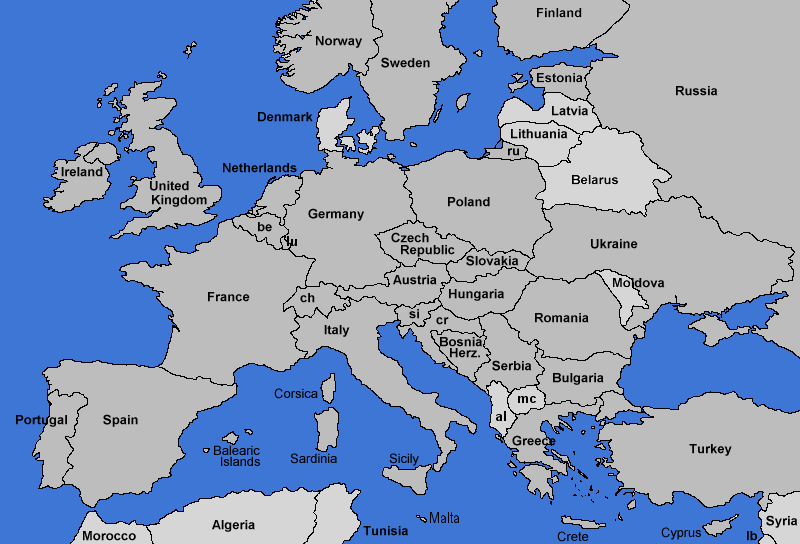 Finland
Norway
Sweden
Estonia
Russia
Denmark
Latvia
Lithuania
ru
Ireland
Netherlands
Belarus
United
Kingdom
Poland
Germany
be
lu
Czech
Republic
Ukraine
Slovakia
Austria
Moldova
France
ch
Hungaria
si
cr
Romania
Italy
Bosnia
Herz.
Serbia
Bulgaria
Corsica
mc
Portugal
Spain
al
Greece
Balearic
Islands
Sardinia
Sicily
Turkey
Malta
Morocco
Algeria
Tunisia
Crete
Cyprus
lb
Syria